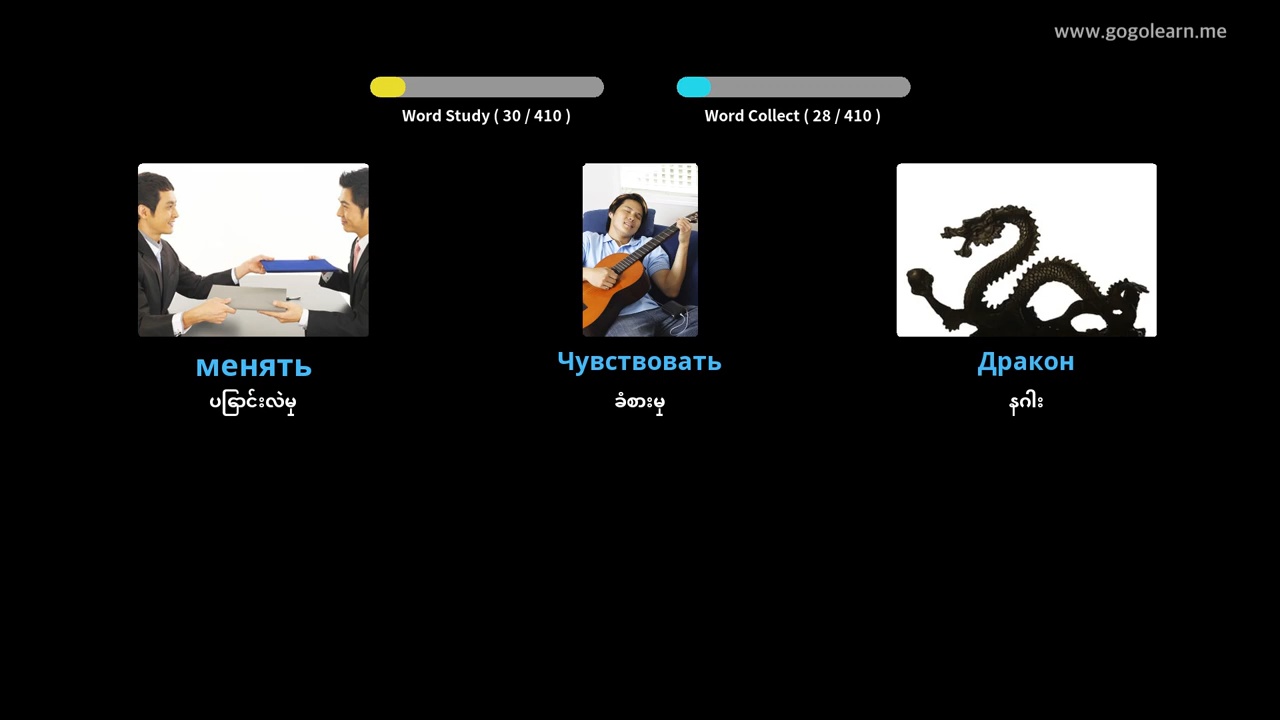 www.gogolearn.me
Word Study ( 30 / 410 )
Word Collect ( 28 / 410 )
менять
Чувствовать
Дракон
ပြောင်းလဲမှု
ခံစားမှု
နဂါး